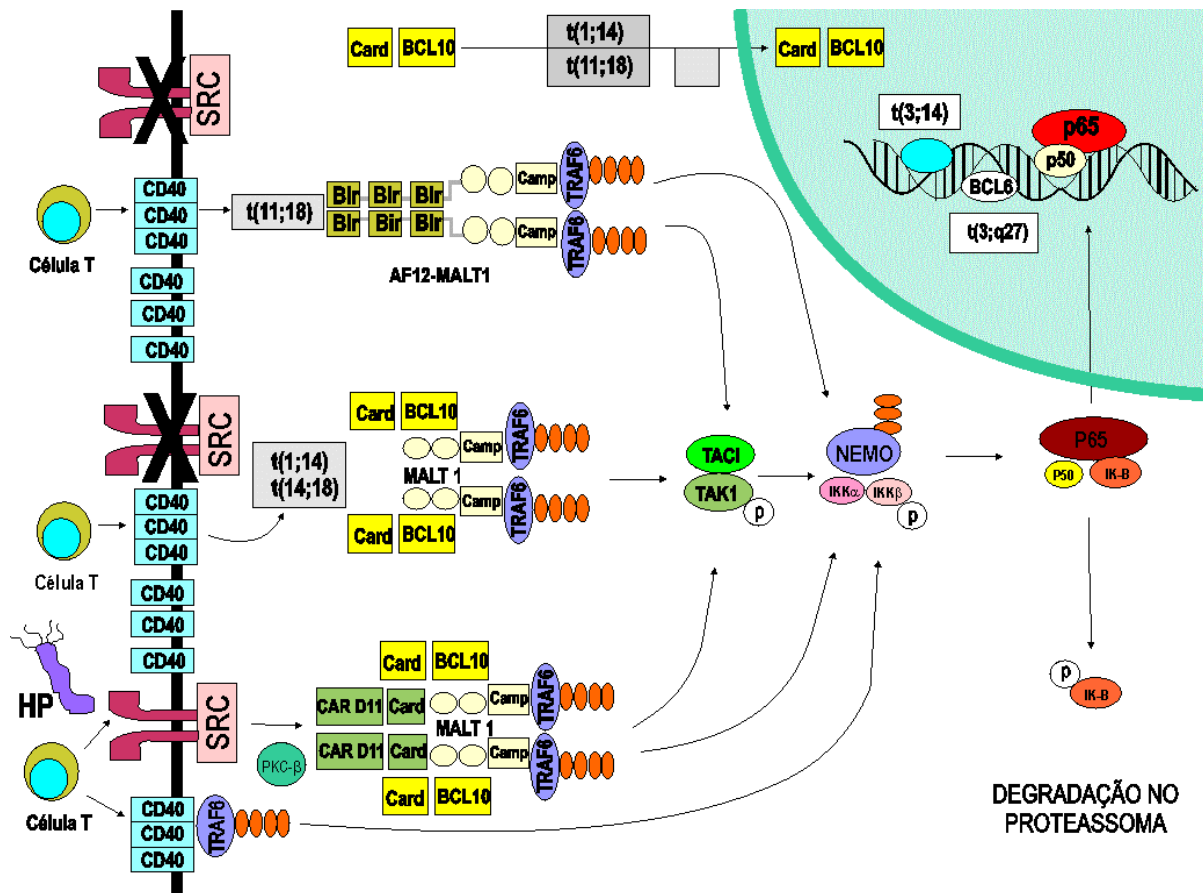 SRC
Card BCL10
t(1;14)
t(11;18)
Card BCL10
t(3;14)
p65
p50
BCL6
t(3;q27)
Célula T
CD40
CD40
CD40
CD40
CD40
CD40
t(11;18)
BIr BIr BIr
BIr Bir BIr
Camp
TRAF6
Camp
TRAF6
AF12-MALT1
SRC
Célula T
CD40
CD40
CD40
CD40
CD40
CD40
t(1;14)
t(14;18)
Card BCL10
Camp
TRAF6
MALT 1
Camp
TRAF6
Card BCL10
TACI
TAK1
p
NEMO
IKKα IKKβ
p
P65
P50 IK-B
p
IK-B
DEGRADAÇÃO NO
PROTEASSOMA
HP
SRC
Célula T
PKC-β
Card BCL10
CAR D11 Card
Camp
TRAF6
MALT 1
CAR D11 Card
Camp
TRAF6
Card BCL10
CD40
CD40
CD40
TRAF6